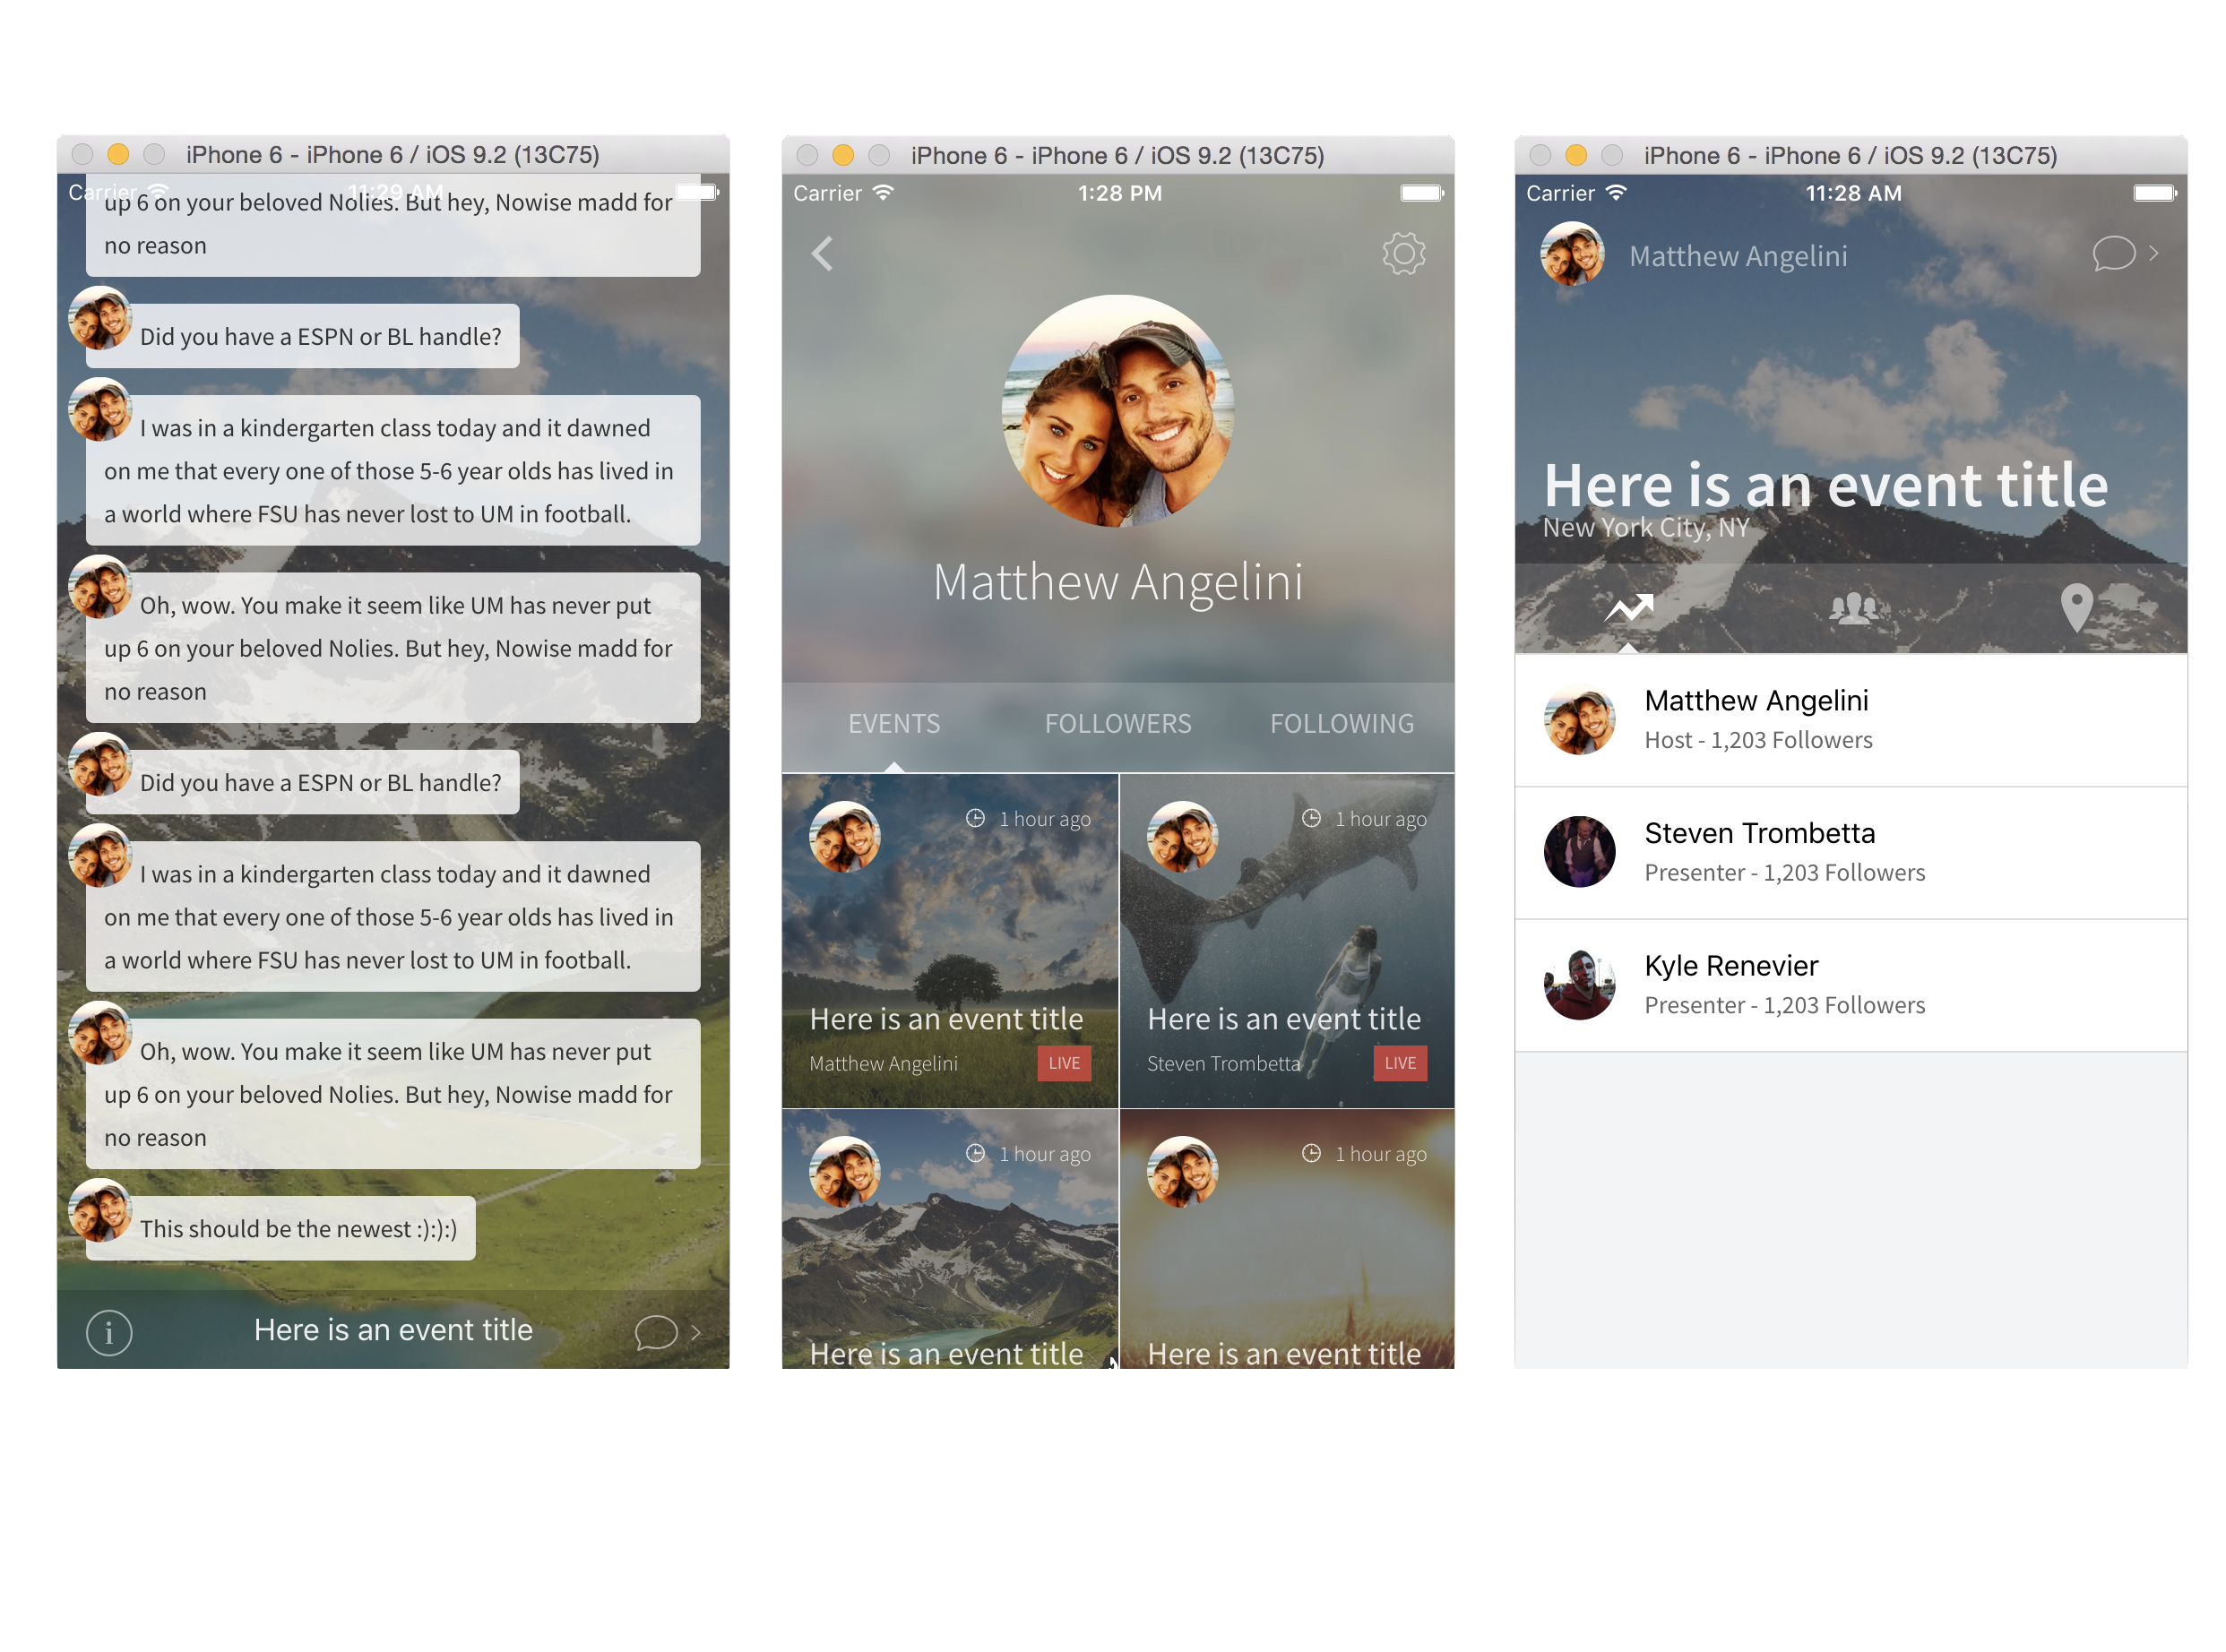 iPhone 6 - iPhone 6 / iOS 9.2 (13C75)
Carrier 11:29 AM
up 6 on your beloved Nolies. But hey, Nowise madd for
no reason
Did you have a ESPN or BL handle?
I was in a kindergarten class today and it dawned
on me that every one of those 5-6 year olds has lived in
a world where FSU has never lost to UM in football.
Oh, wow. You make it seem like UM has never put
up 6 on your beloved Nolies. But hey, Nowise madd for
no reason
Did you have a ESPN or BL handle?
I was in a kindergarten class today and it dawned
on me that every one of those 5-6 year olds has lived in
a world where FSU has never lost to UM in football.
Oh, wow. You make it seem like UM has never put
up 6 on your beloved Nolies. But hey, Nowise madd for
no reason
This should be the newest :):):)
i Here is an event title
iPhone 6 - iPhone 6 / iOS 9.2 (13C75)
Carrier 1:28 PM
Matthew Angelini
EVENTS FOLLOWERS FOLLOWING
1 hour ago
Here is an event title
Matthew Angelini LIVE
1 hour ago
Here is an event title
Steven Trombetta LIVE
1 hour ago
Here is an event title
1 hour ago
Here is an event title
iPhone 6 - iPhone 6 / iOS 9.2 (13C75)
Carrier 11:28 AM
Matthew Angelini
Here is an event title
New York City, NY
Matthew Angelini
Host - 1,203 Followers
Steven Trombetta
Presenter - 1,203 Followers
Kyle Renevier
Presenter - 1,203 Followers